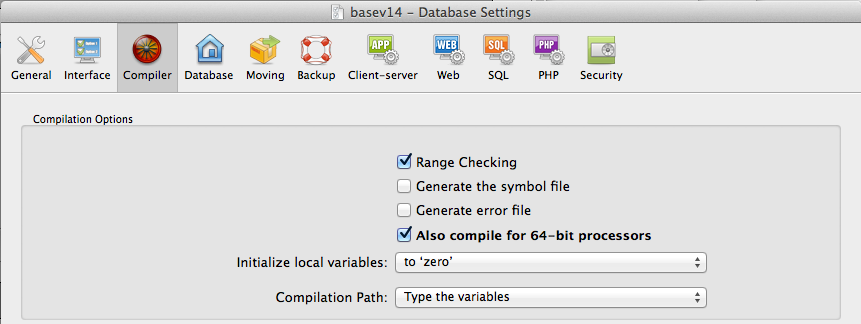 basev14 – Database Settings
General Interface Compiler Database Moving Backup Client-server Web SQL PHP Security
APP WEB SQL PHP
Compilation Options
Range Checking
Generate the symbol file
Generate error file
Also compile for 64-bit processors
Initialize local variables: to ‘zero’
Compilation Path: Type the variables